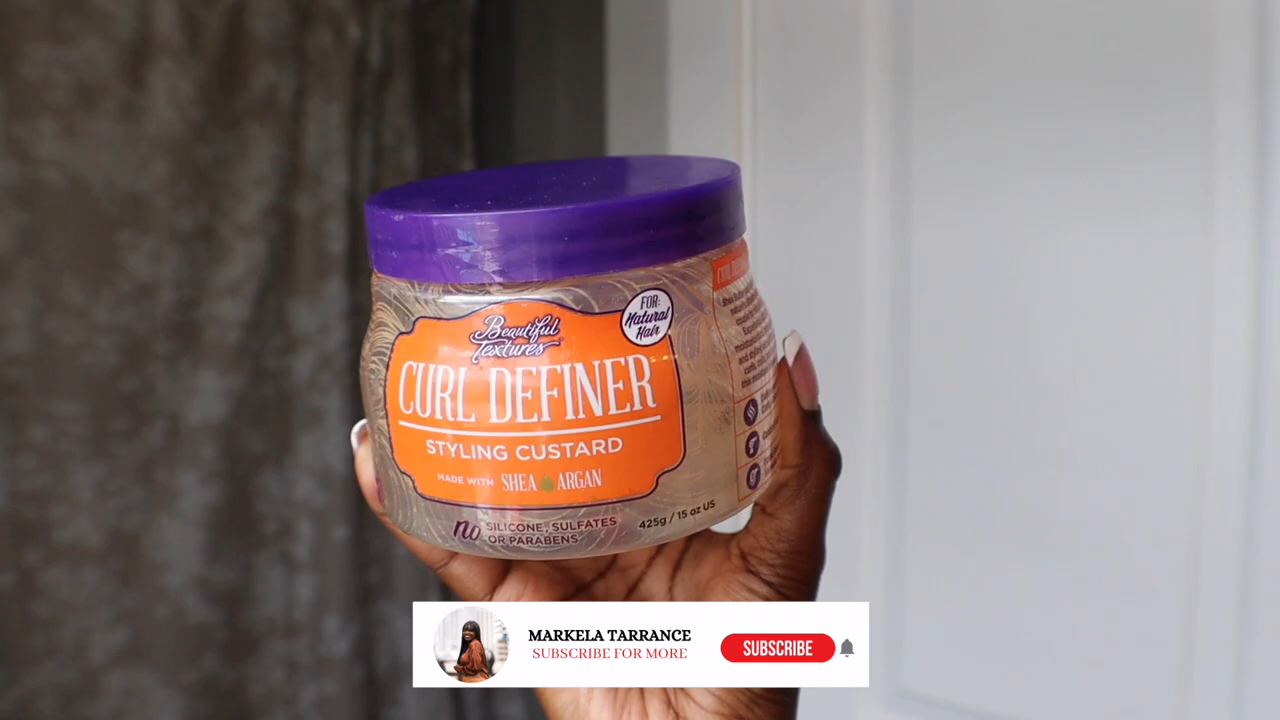 FOR:
Natural
Hair
Beautiful
Textures
CURL DEFINER
STYLING CUSTARD
MADE WITH SHEA ARGAN
no SILICONE, SULFATES
OR PARABENS
425g / 15 oz US
MARKELA TARRANCE
SUBSCRIBE FOR MORE
SUBSCRIBE